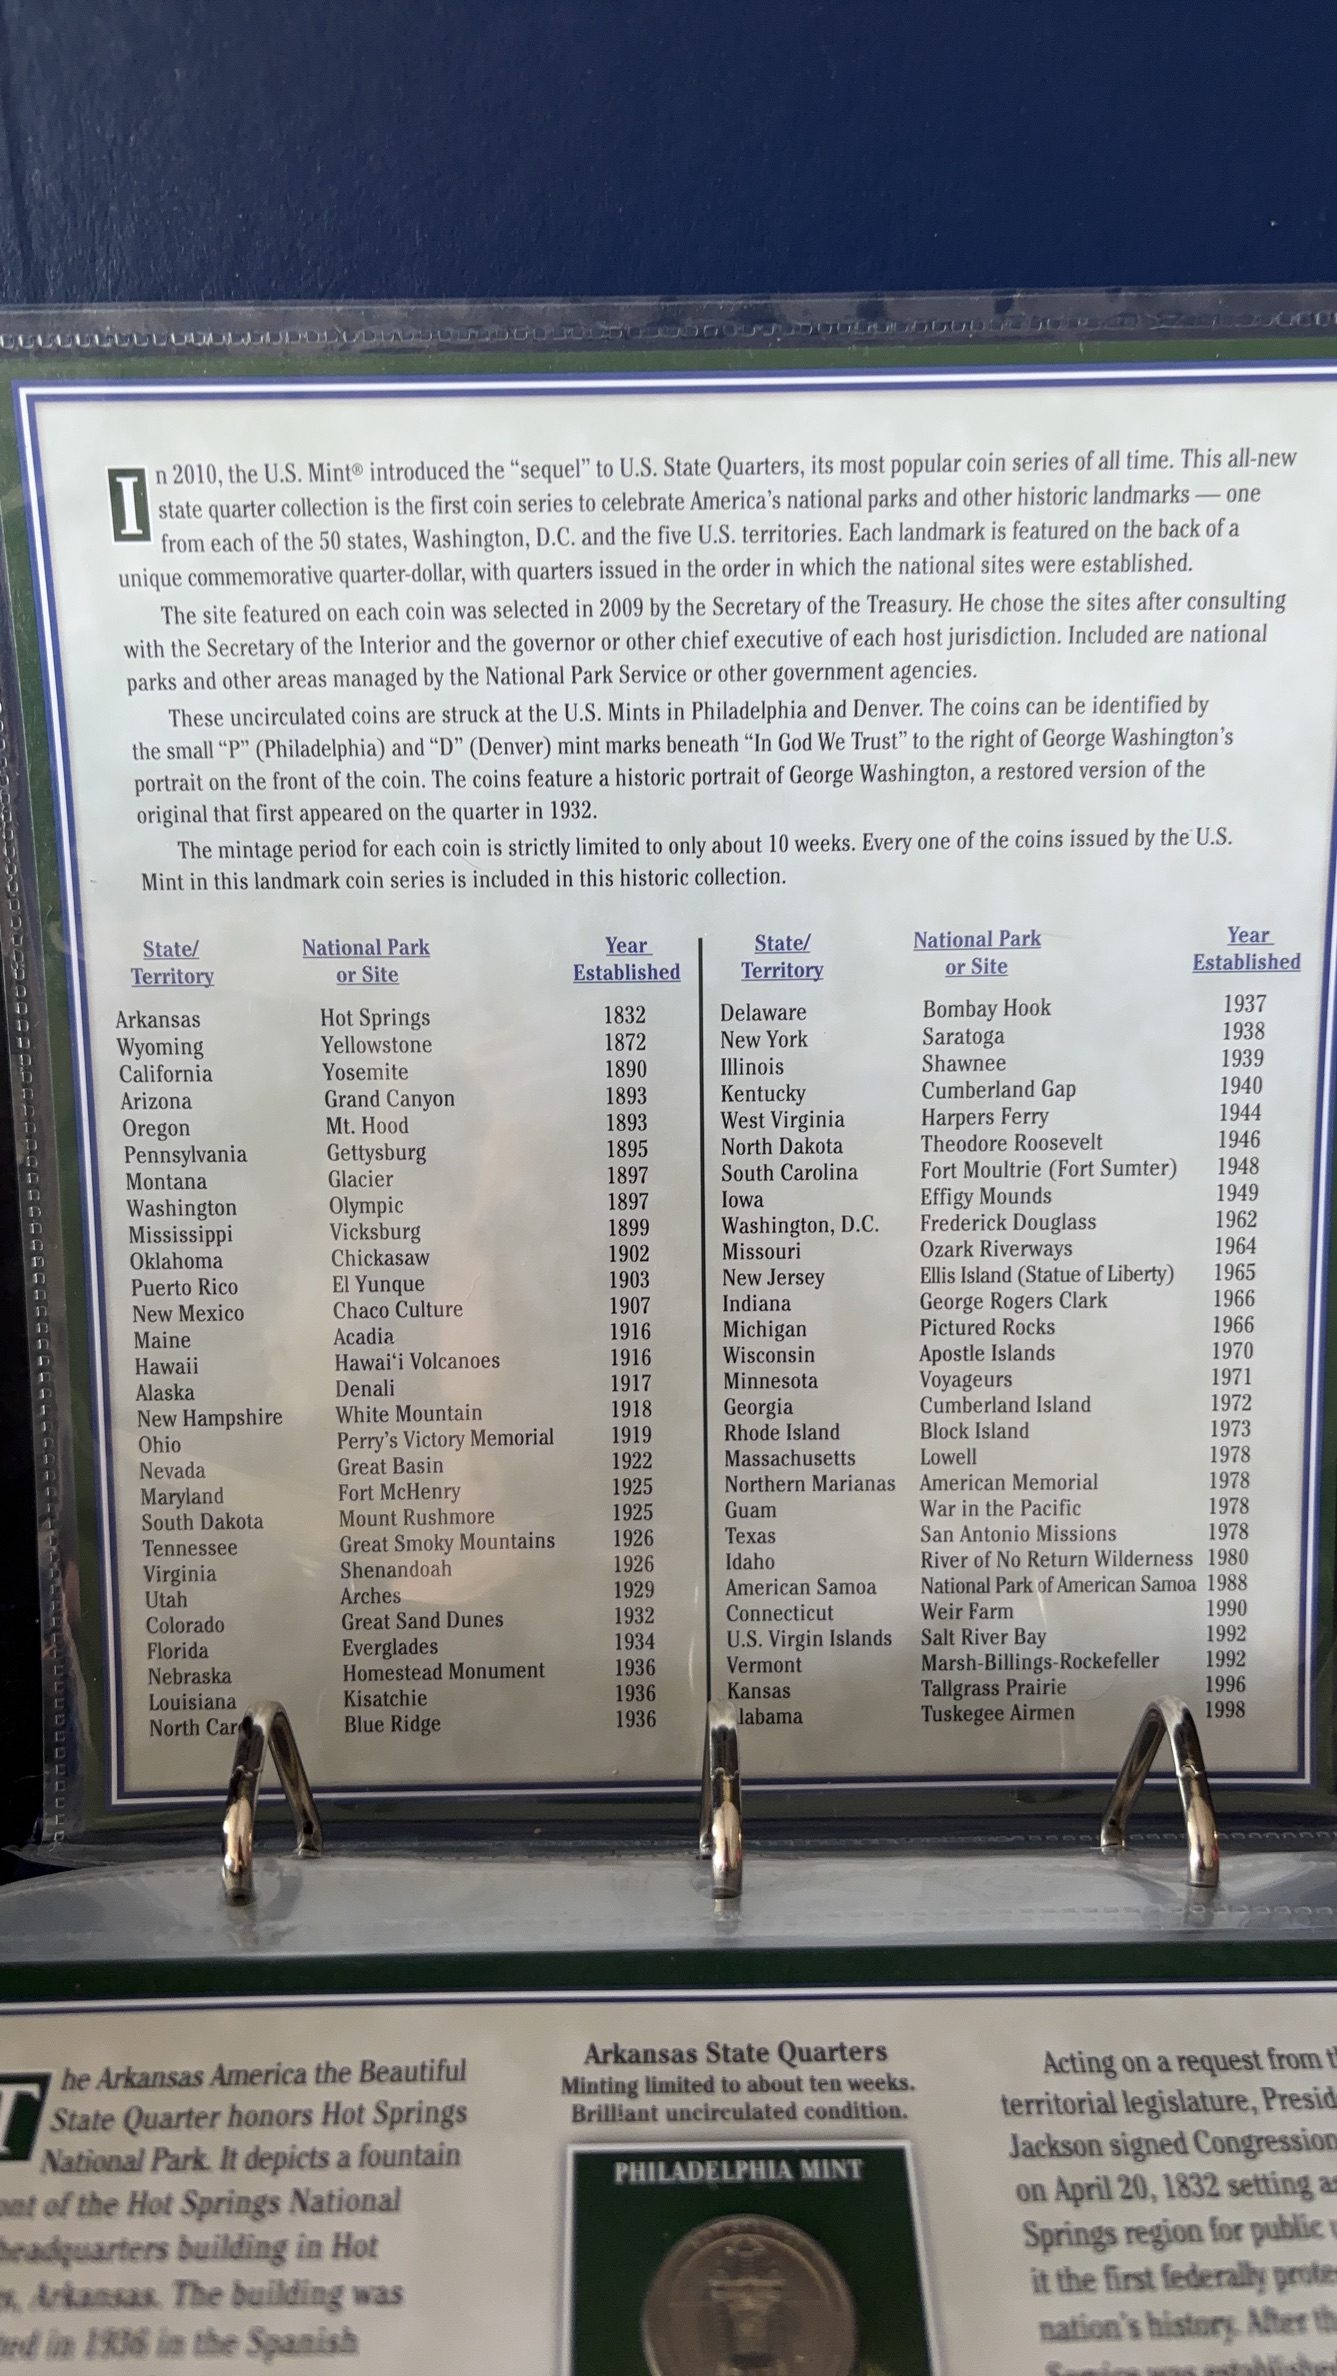 In 2010, the U.S. Mint® introduced the “sequel” to U.S. State Quarters, its most popular coin series of all time. This all-new
state quarter collection is the first coin series to celebrate America’s national parks and other historic landmarks — one
from each of the 50 states, Washington, D.C. and the five U.S. territories. Each landmark is featured on the back of a
unique commemorative quarter-dollar, with quarters issued in the order in which the national sites were established.
The site featured on each coin was selected in 2009 by the Secretary of the Treasury. He chose the sites after consulting
with the Secretary of the Interior and the governor or other chief executive of each host jurisdiction. Included are national
parks and other areas managed by the National Park Service or other government agencies.
These uncirculated coins are struck at the U.S. Mints in Philadelphia and Denver. The coins can be identified by
the small “P” (Philadelphia) and “D” (Denver) mint marks beneath “In God We Trust” to the right of George Washington’s
portrait on the front of the coin. The coins feature a historic portrait of George Washington, a restored version of the
original that first appeared on the quarter in 1932.
The mintage period for each coin is strictly limited to only about 10 weeks. Every one of the coins issued by the U.S.
Mint in this landmark coin series is included in this historic collection.
State/ National Park Year
Territory or Site Established
Arkansas Hot Springs 1832
Wyoming Yellowstone 1872
California Yosemite 1890
Arizona Grand Canyon 1893
Oregon Mt. Hood 1893
Pennsylvania Gettysburg 1895
Montana Glacier 1897
Washington Olympic 1897
Mississippi Vicksburg 1899
Oklahoma Chickasaw 1902
Puerto Rico El Yunque 1903
New Mexico Chaco Culture 1907
Maine Acadia 1916
Hawaii Hawai‘i Volcanoes 1916
Alaska Denali 1917
New Hampshire White Mountain 1918
Ohio Perry’s Victory Memorial 1919
Nevada Great Basin 1922
Maryland Fort McHenry 1925
South Dakota Mount Rushmore 1925
Tennessee Great Smoky Mountains 1926
Virginia Shenandoah 1926
Utah Arches 1929
Colorado Great Sand Dunes 1932
Florida Everglades 1934
Nebraska Homestead Monument 1936
Louisiana Kisatchie 1936
North Car Blue Ridge 1936
State/ National Park Year
Territory or Site Established
Delaware Bombay Hook 1937
New York Saratoga 1938
Illinois Shawnee 1939
Kentucky Cumberland Gap 1940
West Virginia Harpers Ferry 1944
North Dakota Theodore Roosevelt 1946
South Carolina Fort Moultrie (Fort Sumter) 1948
Iowa Effigy Mounds 1949
Washington, D.C. Frederick Douglass 1962
Missouri Ozark Riverways 1964
New Jersey Ellis Island (Statue of Liberty) 1965
Indiana George Rogers Clark 1966
Michigan Pictured Rocks 1966
Wisconsin Apostle Islands 1970
Minnesota Voyageurs 1971
Georgia Cumberland Island 1972
Rhode Island Block Island 1973
Massachusetts Lowell 1978
Northern Marianas American Memorial 1978
Guam War in the Pacific 1978
Texas San Antonio Missions 1978
Idaho River of No Return Wilderness 1980
American Samoa National Park of American Samoa 1988
Connecticut Weir Farm 1990
U.S. Virgin Islands Salt River Bay 1992
Vermont Marsh-Billings-Rockefeller 1992
Kansas Tallgrass Prairie 1996
labama Tuskegee Airmen 1998
The Arkansas America the Beautiful
State Quarter honors Hot Springs
National Park. It depicts a fountain
of the Hot Springs National
headquarters building in Hot
Arkansas. The building was
in 1936 in the Spanish
Arkansas State Quarters
Minting limited to about ten weeks.
Brilliant uncirculated condition.
PHILADELPHIA MINT
Acting on a request from
territorial legislature, Presid
Jackson signed Congression
on April 20, 1832 setting
Springs region for public
it the first federally prote
nation’s history. After